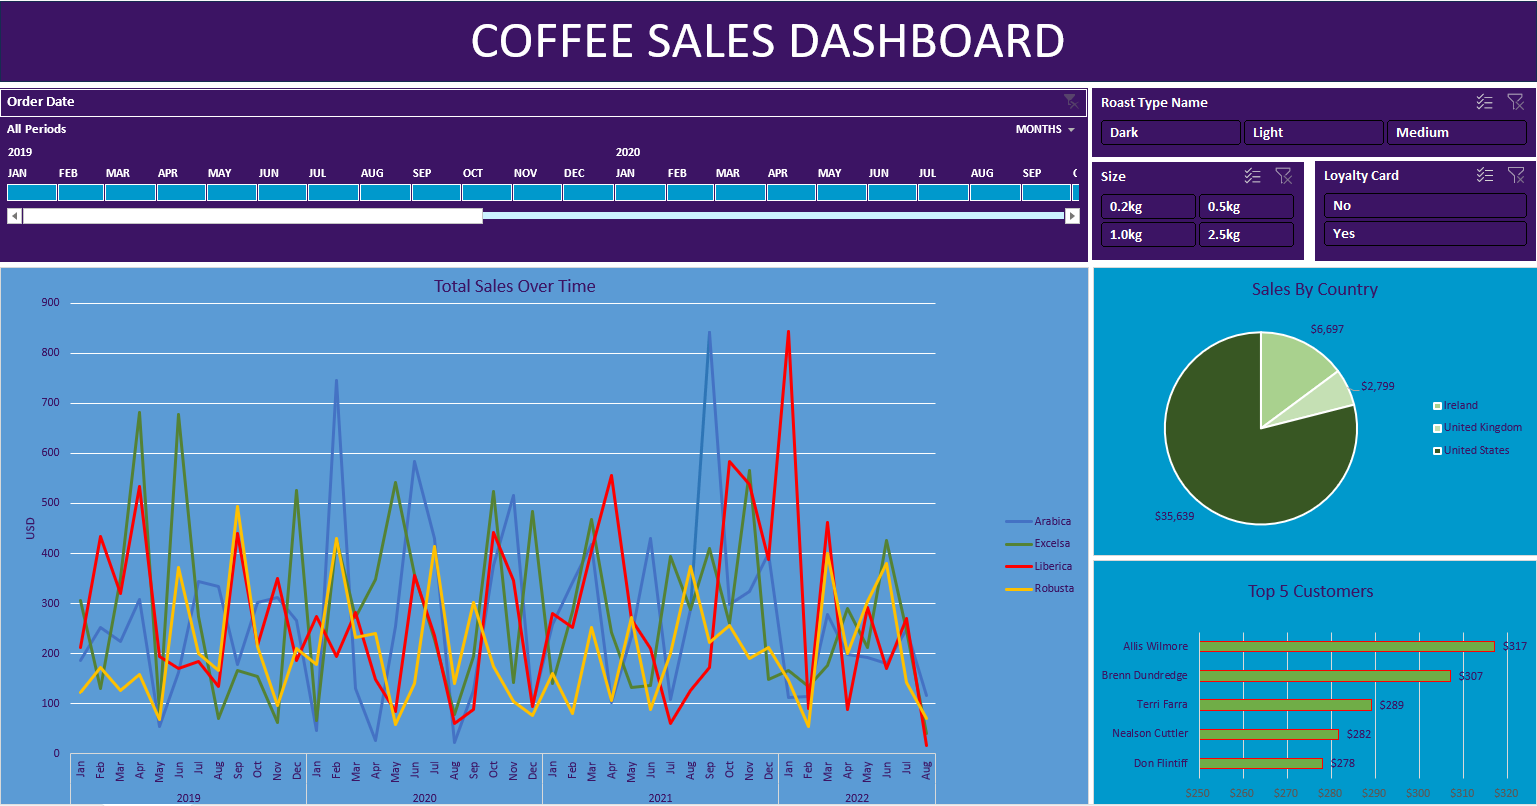 COFFEE SALES DASHBOARD
Order Date
All Periods
MONTHS
2019 2020
JAN FEB MAR APR MAY JUN JUL AUG SEP OCT NOV DEC JAN FEB MAR APR MAY JUN JUL AUG SEP
Roast Type Name
Dark Light Medium
Size
0.2kg 0.5kg
1.0kg 2.5kg
Loyalty Card
No
Yes
Total Sales Over Time
900
800
700
600
500
400
300
200
100
0
USD
Jan Feb Mar Apr May Jun Jul Aug Sep Oct Nov Dec Jan Feb Mar Apr May Jun Jul Aug Sep Oct Nov Dec Jan Feb Mar Apr May Jun Jul Aug Sep Oct Nov Dec Jan Feb Mar Apr May Jun Jul Aug
2019 2020 2021 2022
Arabica
Excelsa
Liberica
Robusta
Sales By Country
$6,697
$2,799
$35,639
Ireland
United Kingdom
United States
Top 5 Customers
Allis Wilmore $317
Brenn Dundredge $307
Terri Farra $289
Nealson Cuttler $282
Don Flintiff $278
$250 $260 $270 $280 $290 $300 $310 $320